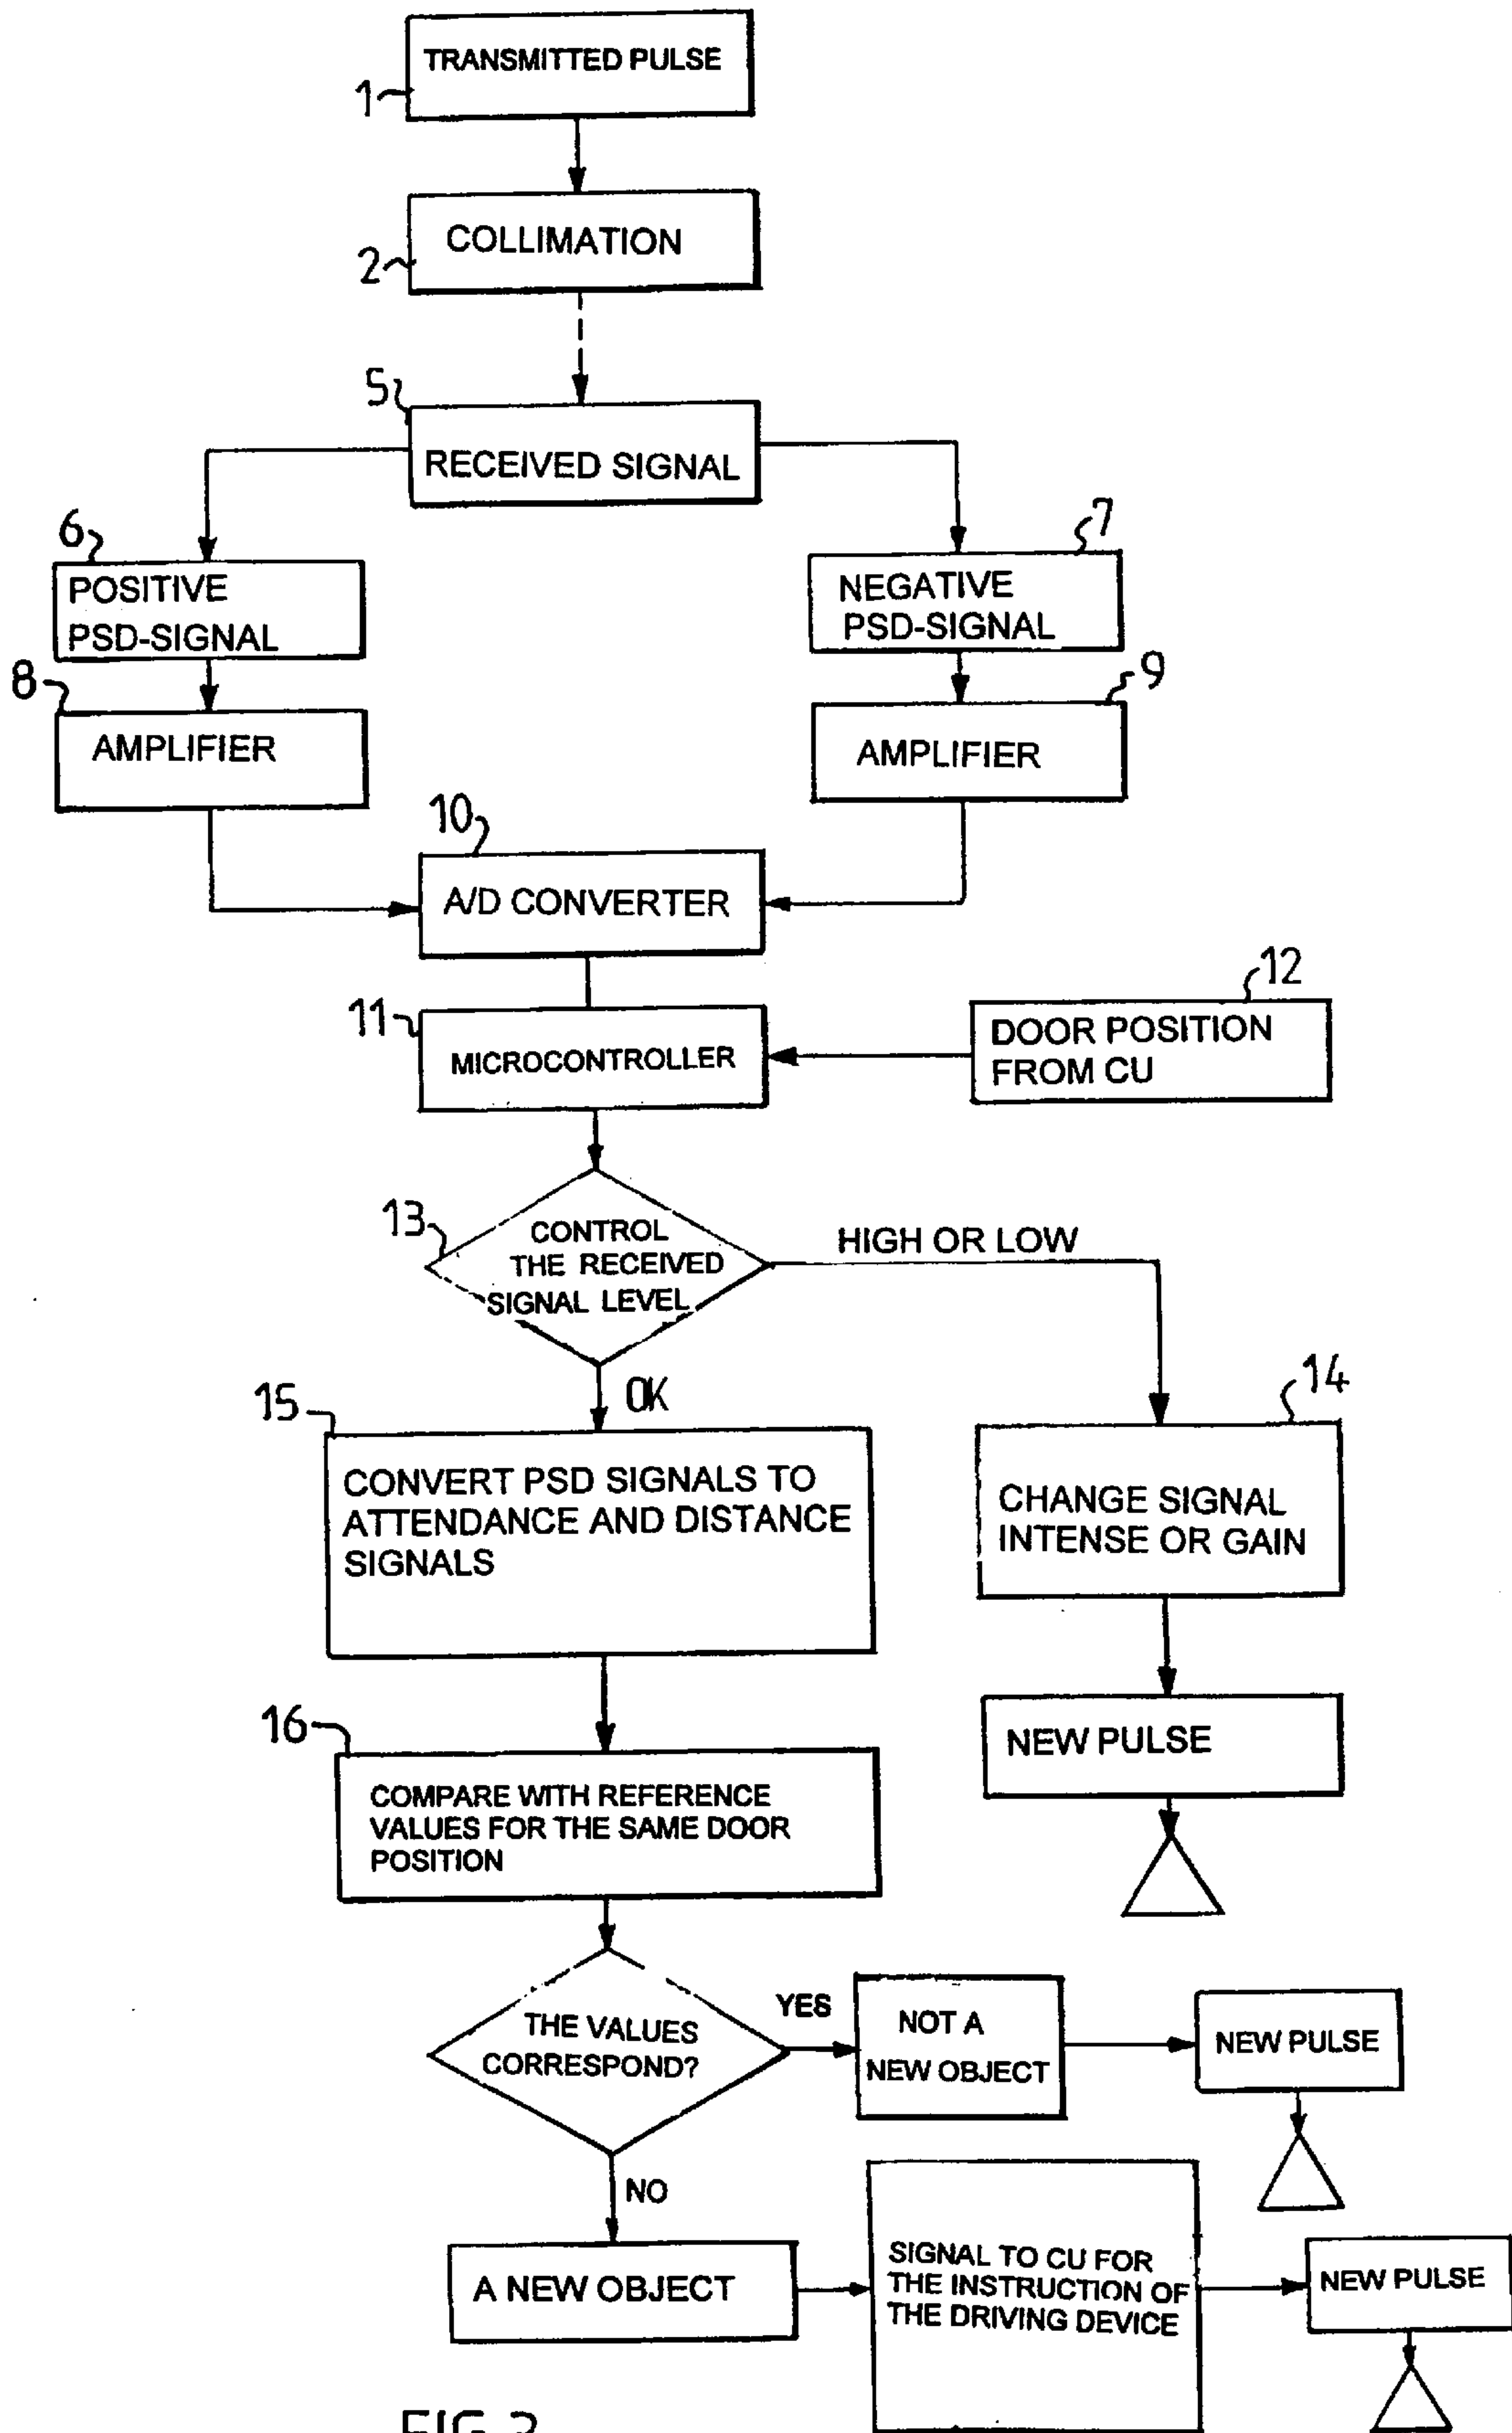 TRANSMITTED PULSE
1
COLLIMATION
2
5
RECEIVED SIGNAL
6
POSITIVE
PSD-SIGNAL
7
NEGATIVE
PSD-SIGNAL
8
AMPLIFIER
9
AMPLIFIER
10
A/D CONVERTER
11
MICROCONTROLLER
12
DOOR POSITION
FROM CU
13
CONTROL
THE RECEIVED
SIGNAL LEVEL
HIGH OR LOW
OK
15
CONVERT PSD SIGNALS TO
ATTENDANCE AND DISTANCE
SIGNALS
14
CHANGE SIGNAL
INTENSE OR GAIN
NEW PULSE
16
COMPARE WITH REFERENCE
VALUES FOR THE SAME DOOR
POSITION
THE VALUES
CORRESPOND?
YES
NOT A
NEW OBJECT
NEW PULSE
NO
A NEW OBJECT
SIGNAL TO CU FOR
THE INSTRUCTION OF
THE DRIVING DEVICE
NEW PULSE